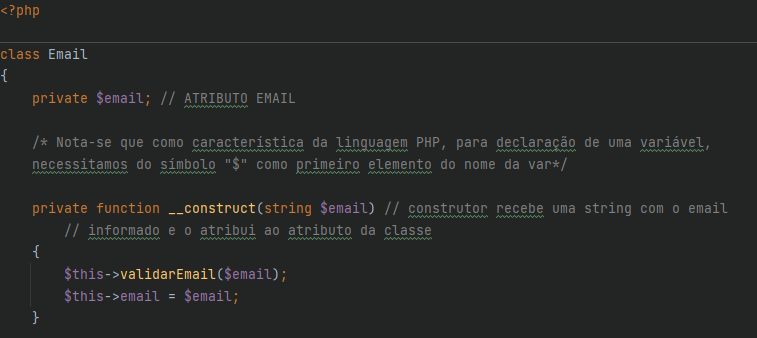 <?php
class Email
{
private $email; // ATRIBUTO EMAIL
/* Nota-se que como característica da linguagem PHP, para declaração de uma variável,
necessitamos do símbolo "$" como primeiro elemento do nome da var*/
private function __construct(string $email) // construtor recebe uma string com o email
// informado e o atribui ao atributo da classe
{
$this->validarEmail($email);
$this->email = $email;
}